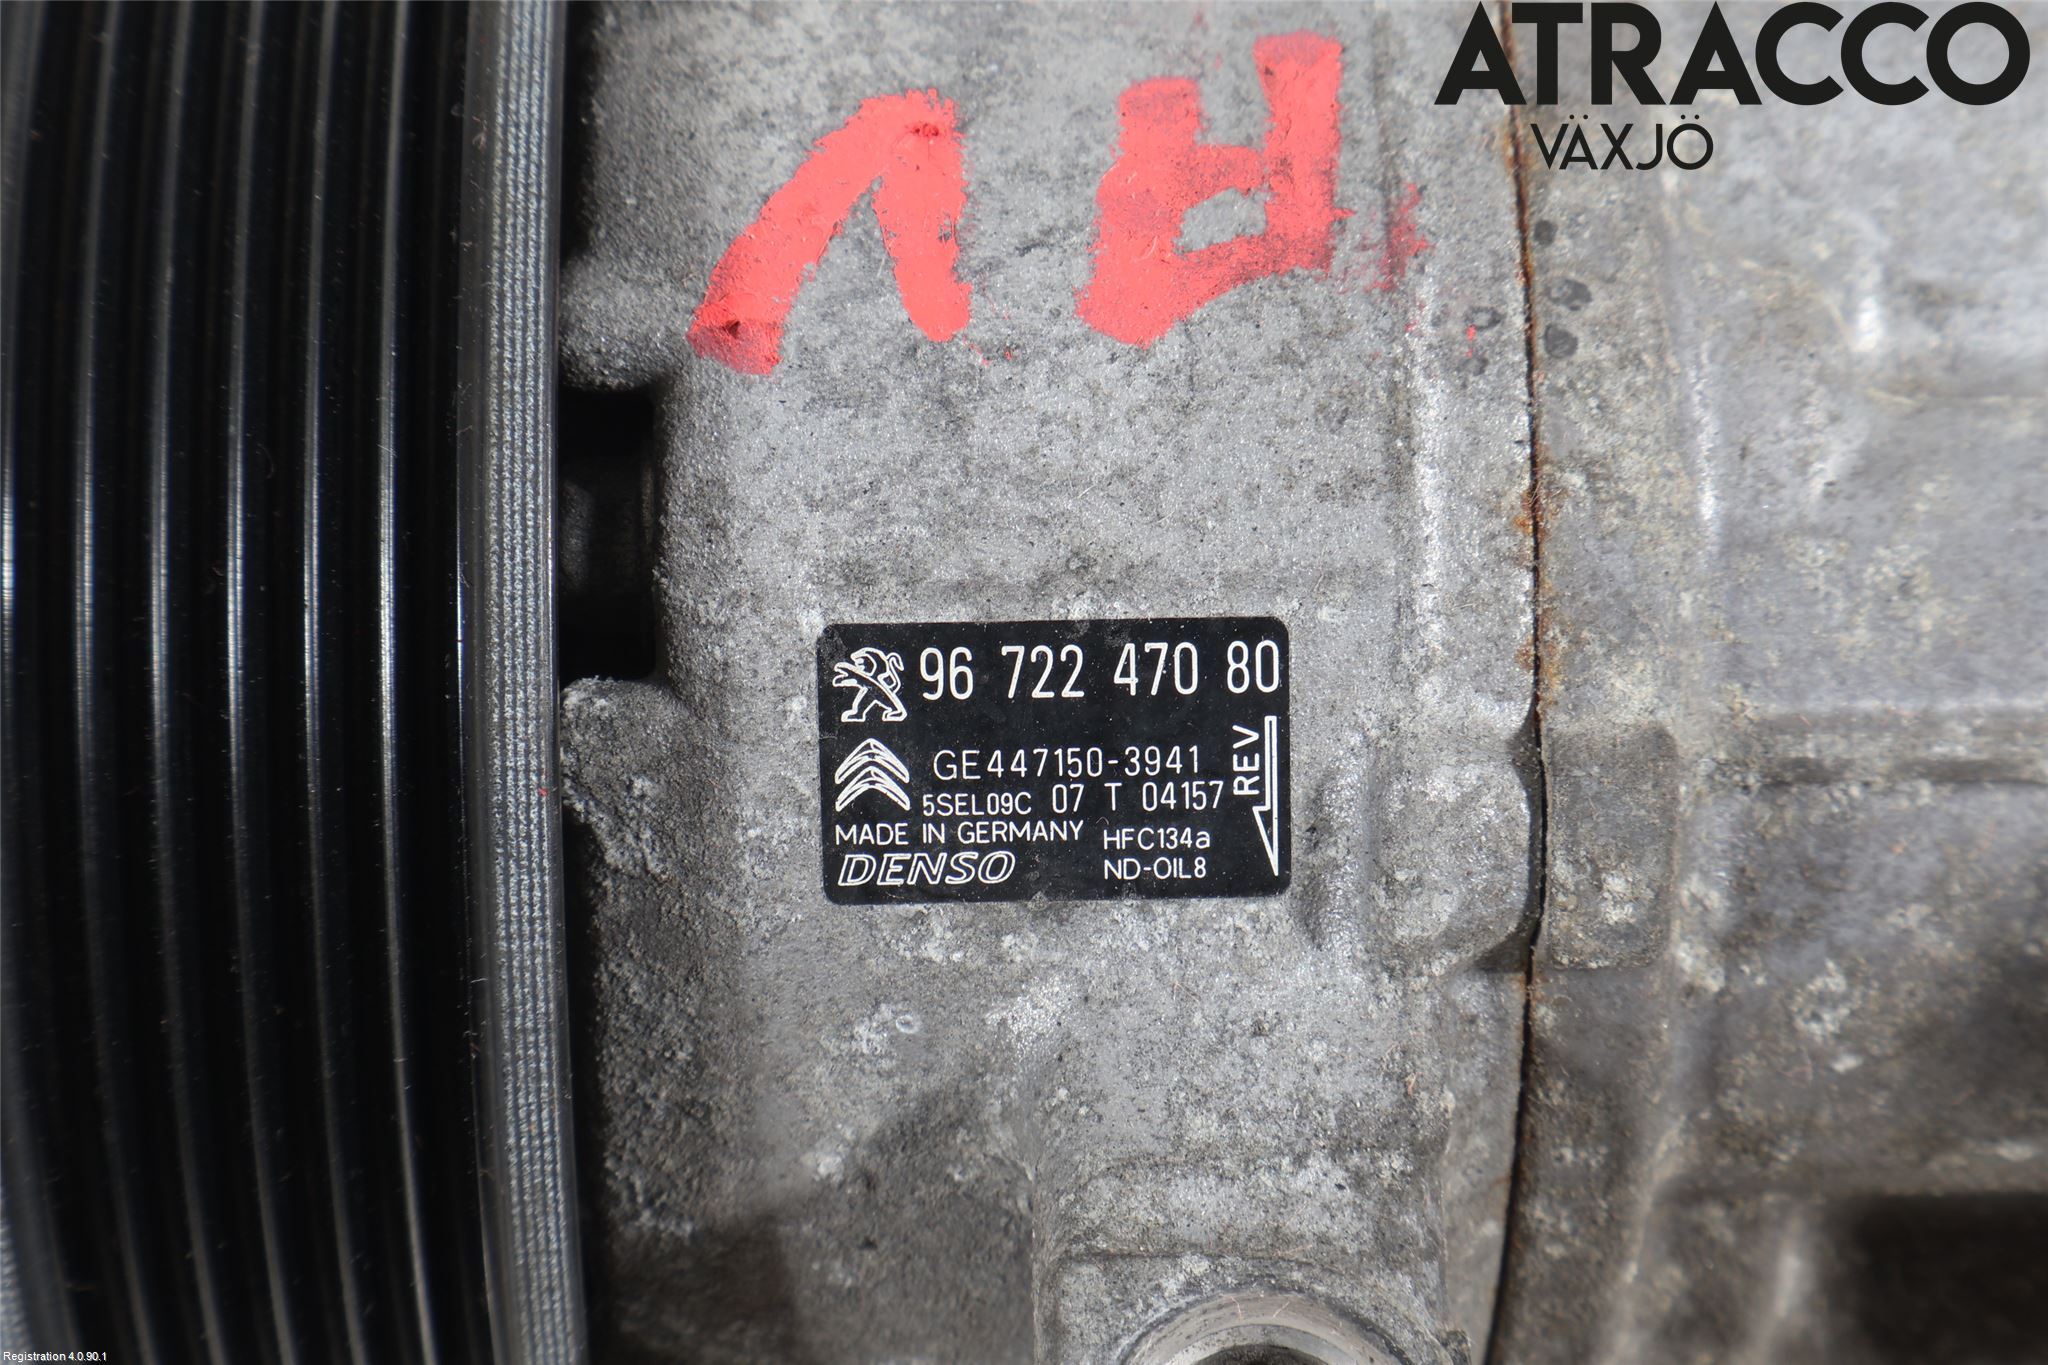 ATRACCO
VÄXJÖ
96 722 470 80
GE447150-3941
5SEL09C 07 T 04157
REV
MADE IN GERMANY
HFC134a
DENSO
ND-OIL8
Registration 4.0.90.1